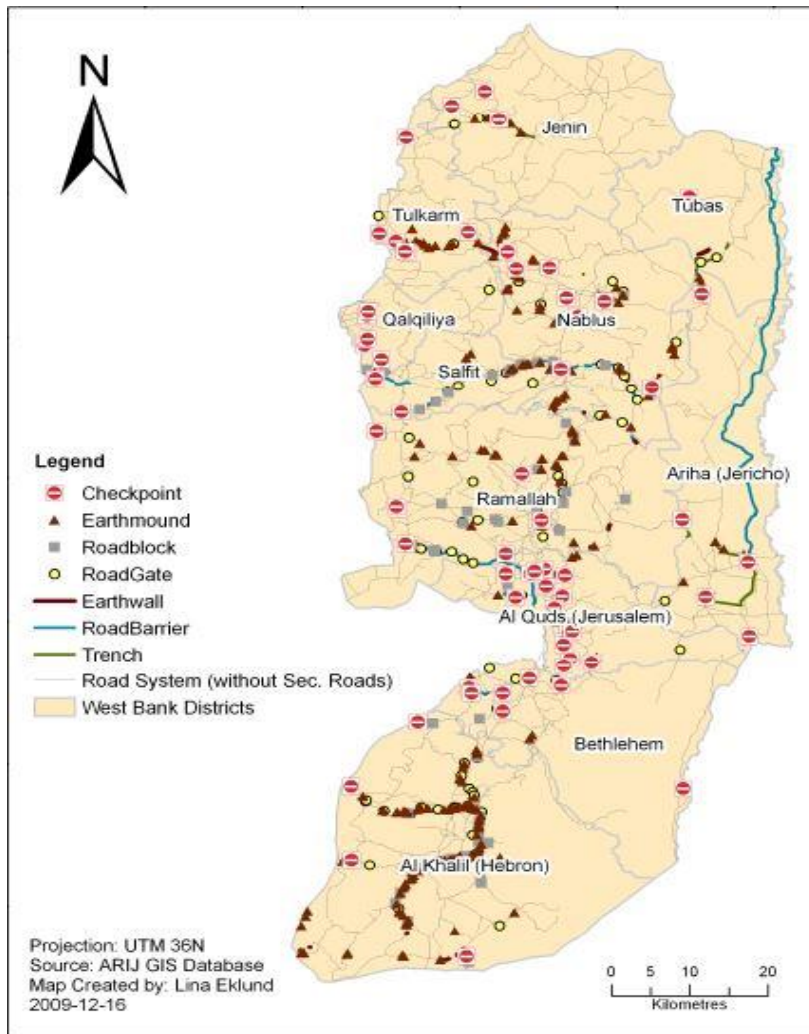 N
Jenin
Tubas
Tulkarm
Qalqiliya
Nablus
Salfit
Legend
Checkpoint
Earthmound
Roadblock
RoadGate
Earthwall
RoadBarrier
Trench
Road System (without Sec. Roads)
West Bank Districts
Ariha (Jericho)
Ramallah
Al Quds (Jerusalem)
Bethlehem
Al Khalil (Hebron)
Projection: UTM 36N
Source: ARIJ GIS Database
Map Created by: Lina Eklund
2009-12-16
0 5 10 20
Kilometres